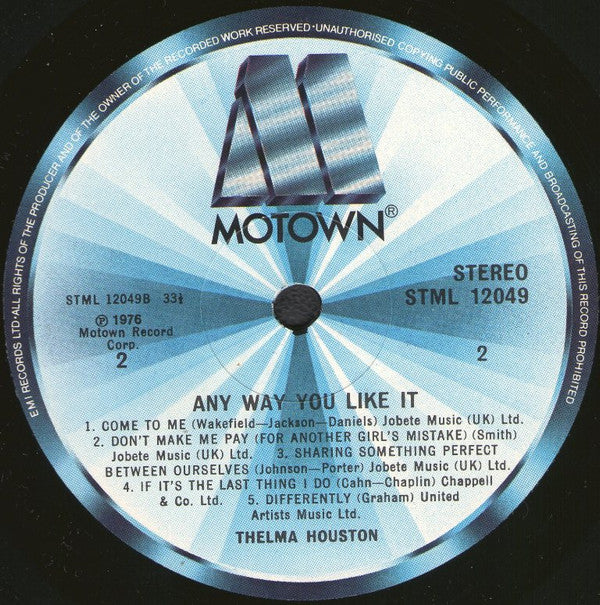 EMI RECORDS LTD·ALL RIGHTS OF THE PRODUCER AND OF THE OWNER OF THE RECORDED WORK RESERVED·UNAUTHORISED COPYING PUBLIC PERFORMANCE AND BROADCASTING OF THIS RECORD PROHIBITED
M
MOTOWN®
STEREO
STML 12049B 33⅓
STML 12049
℗ 1976
Motown Record
Corp.
2
2
ANY WAY YOU LIKE IT
1. COME TO ME (Wakefield—Jackson—Daniels) Jobete Music (UK) Ltd.
2. DON'T MAKE ME PAY (FOR ANOTHER GIRL'S MISTAKE) (Smith)
Jobete Music (UK) Ltd. 3. SHARING SOMETHING PERFECT
BETWEEN OURSELVES (Johnson—Porter) Jobete Music (UK) Ltd.
4. IF IT'S THE LAST THING I DO (Cahn—Chaplin) Chappell
& Co. Ltd. 5. DIFFERENTLY (Graham) United
Artists Music Ltd.
THELMA HOUSTON